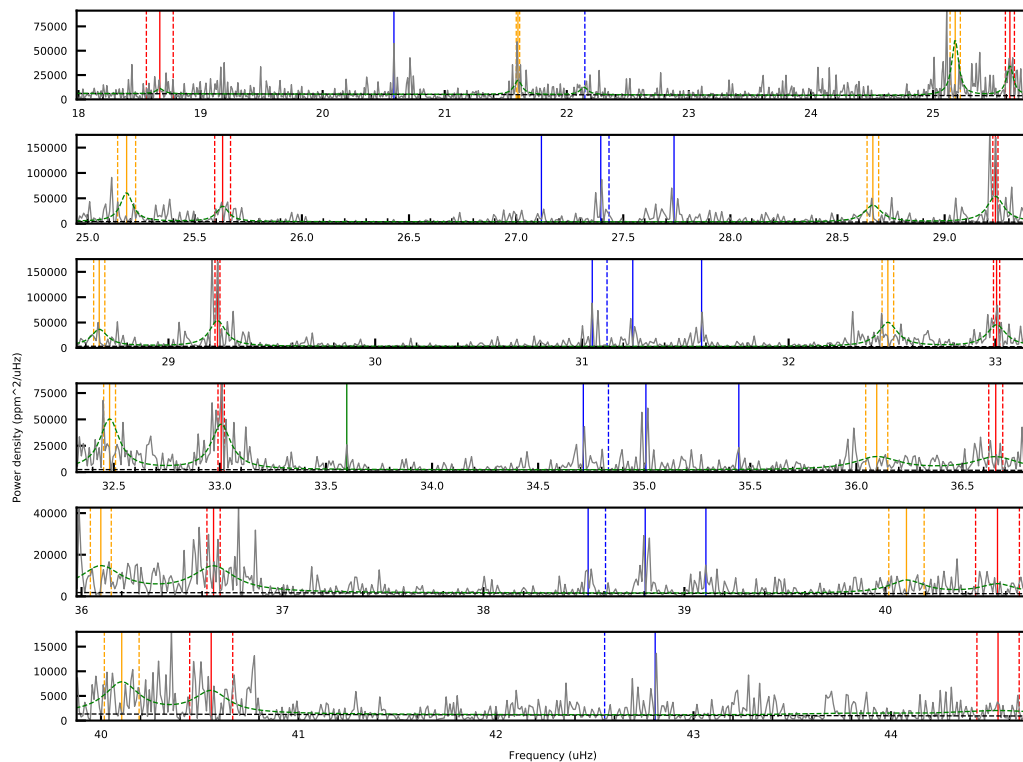 75000
50000
25000
0
18 19 20 21 22 23 24 25
150000
100000
50000
0
25.0 25.5 26.0 26.5 27.0 27.5 28.0 28.5 29.0
150000
100000
50000
0
29 30 31 32 33
Power density (ppm^2/uHz)
75000
50000
25000
0
32.5 33.0 33.5 34.0 34.5 35.0 35.5 36.0 36.5
40000
20000
0
36 37 38 39 40
15000
10000
5000
0
40 41 42 43 44
Frequency (uHz)